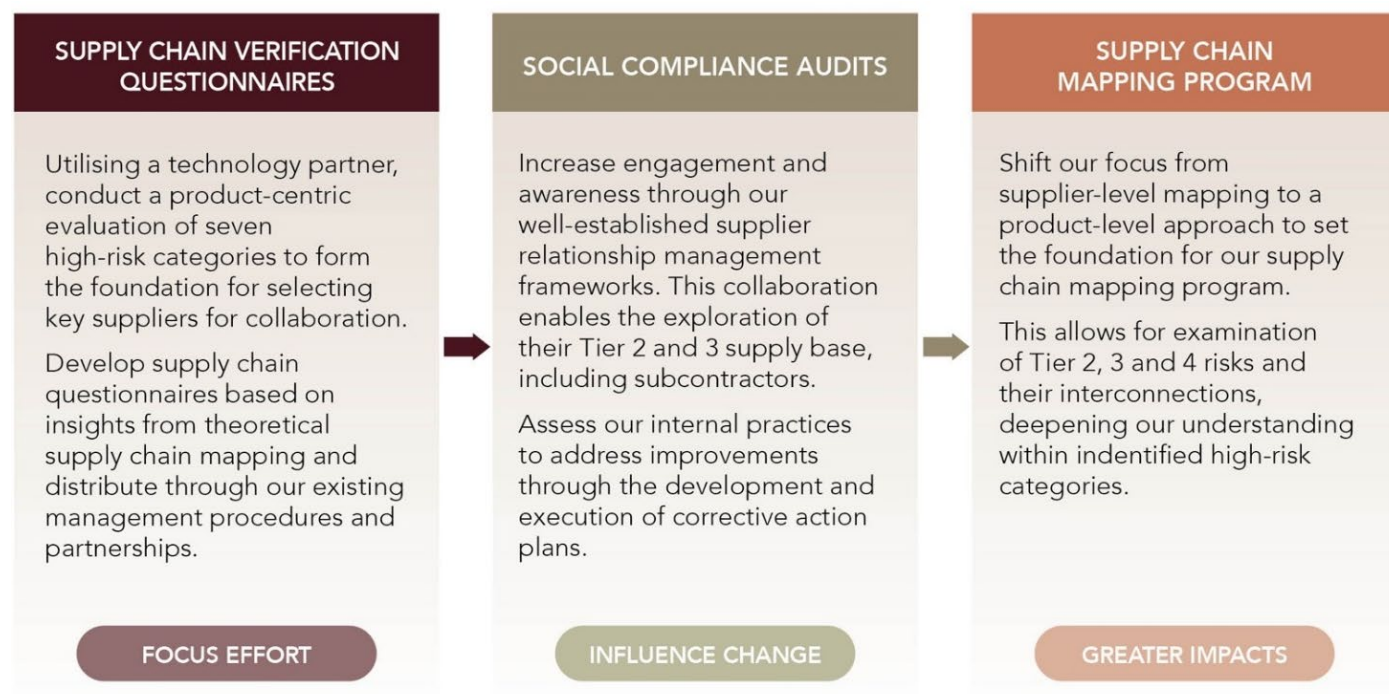 SUPPLY CHAIN VERIFICATION
QUESTIONNAIRES
Utilising a technology partner,
conduct a product-centric
evaluation of seven
high-risk categories to form
the foundation for selecting
key suppliers for collaboration.
Develop supply chain
questionnaires based on
insights from theoretical
supply chain mapping and
distribute through our existing
management procedures and
partnerships.
FOCUS EFFORT
SOCIAL COMPLIANCE AUDITS
Increase engagement and
awareness through our
well-established supplier
relationship management
frameworks. This collaboration
enables the exploration of
their Tier 2 and 3 supply base,
including subcontractors.
Assess our internal practices
to address improvements
through the development and
execution of corrective action
plans.
INFLUENCE CHANGE
SUPPLY CHAIN
MAPPING PROGRAM
Shift our focus from
supplier-level mapping to a
product-level approach to set
the foundation for our supply
chain mapping program.
This allows for examination
of Tier 2, 3 and 4 risks and
their interconnections,
deepening our understanding
within indentified high-risk
categories.
GREATER IMPACTS